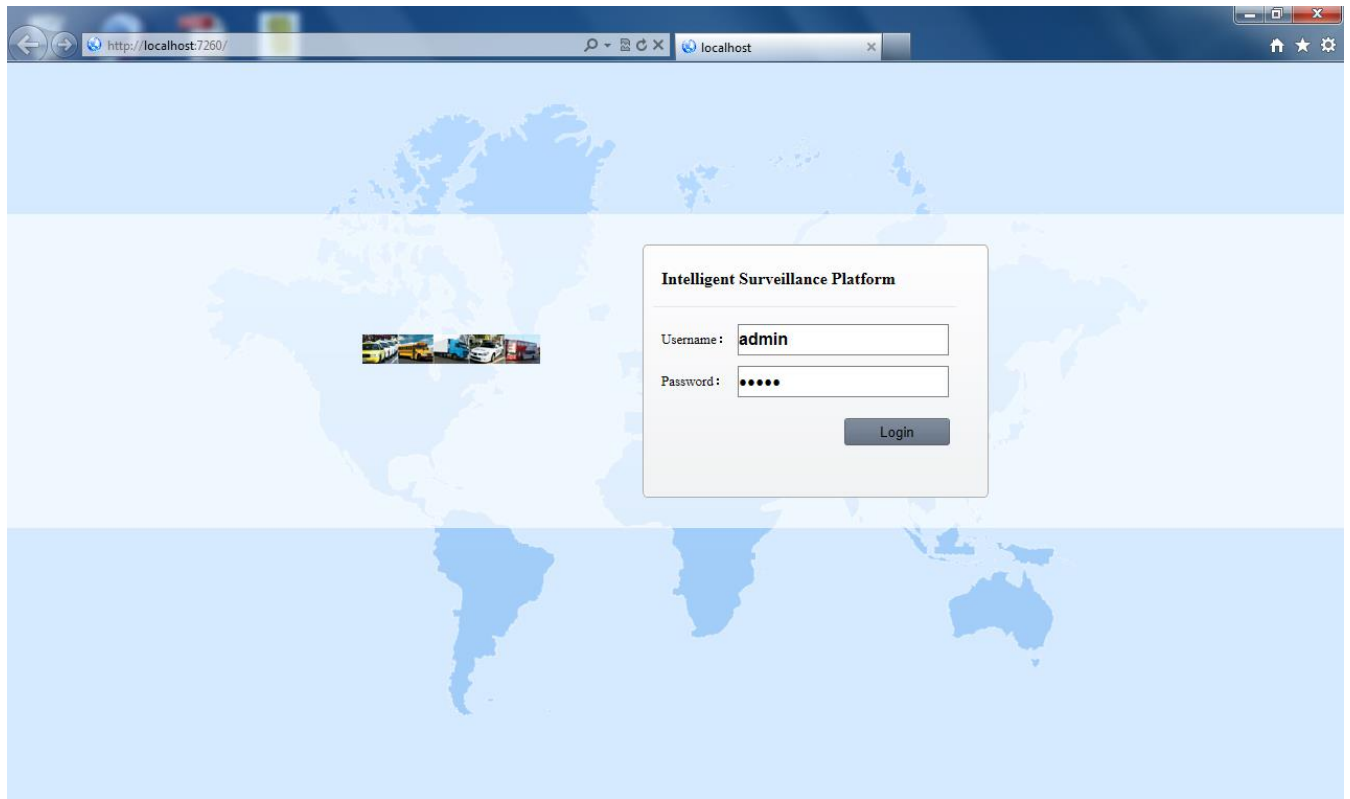 http://localhost:7260/
localhost
Intelligent Surveillance Platform
Username: admin
Password: •••••
Login